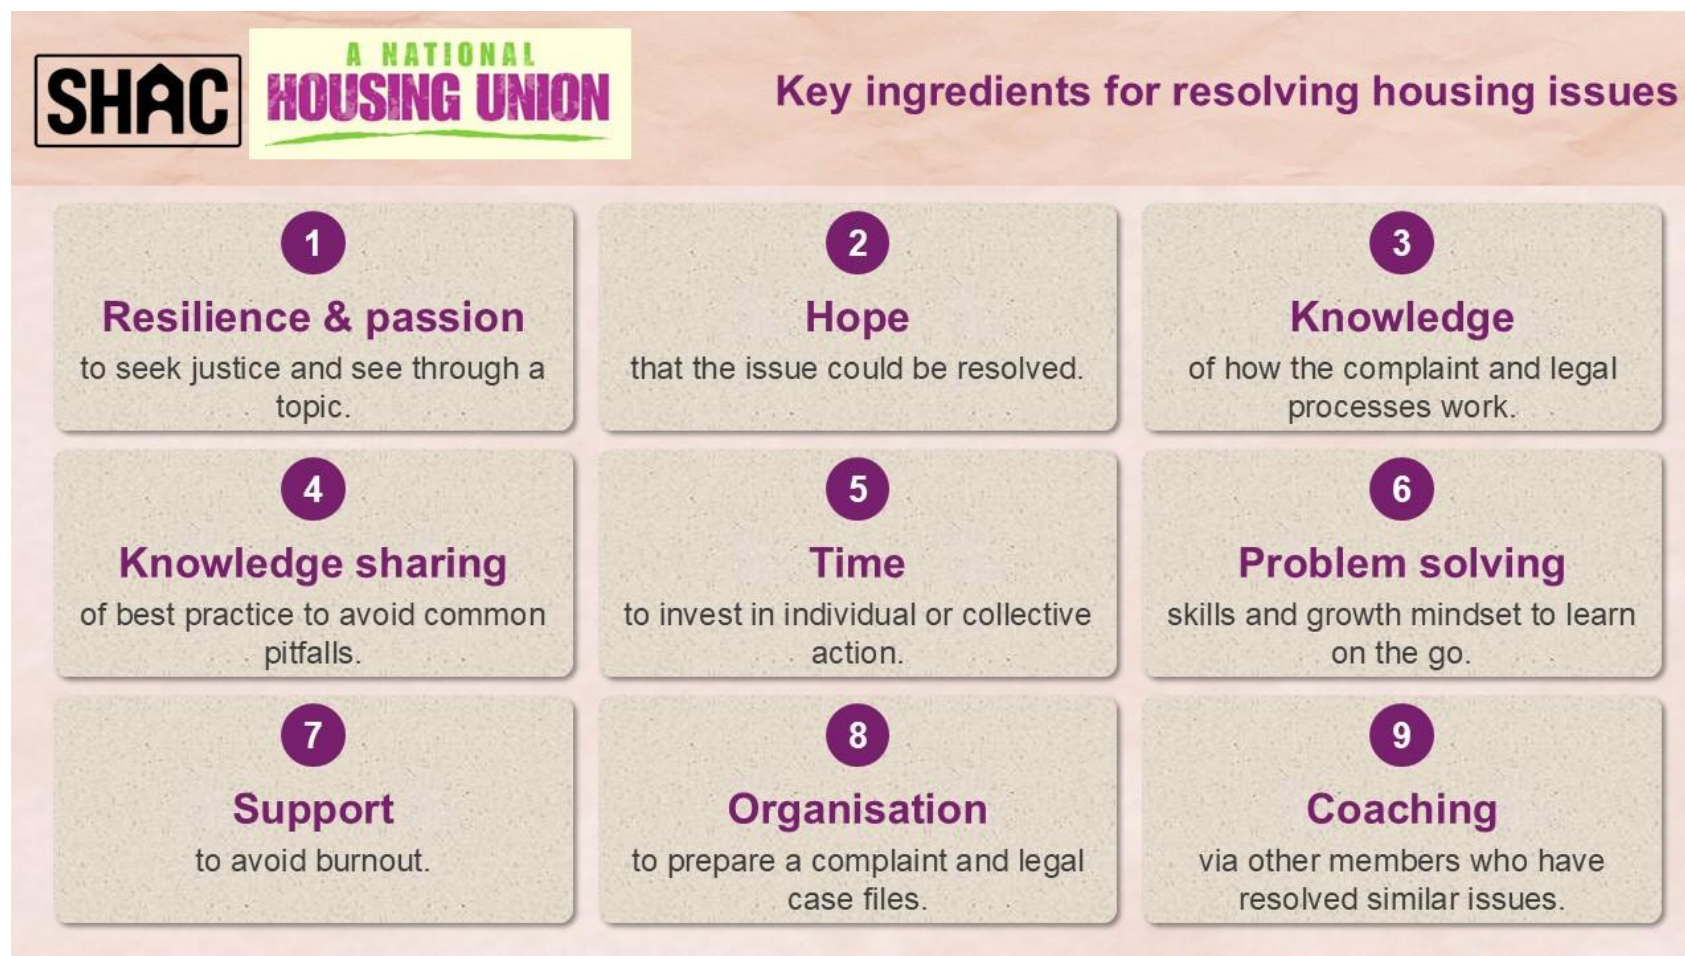 SHAC
A NATIONAL
HOUSING UNION
Key ingredients for resolving housing issues
1
Resilience & passion
to seek justice and see through a
topic.
2
Hope
that the issue could be resolved.
3
Knowledge
of how the complaint and legal
processes work.
4
Knowledge sharing
of best practice to avoid common
pitfalls.
5
Time
to invest in individual or collective
action.
6
Problem solving
skills and growth mindset to learn
on the go.
7
Support
to avoid burnout.
8
Organisation
to prepare a complaint and legal
case files.
9
Coaching
via other members who have
resolved similar issues.